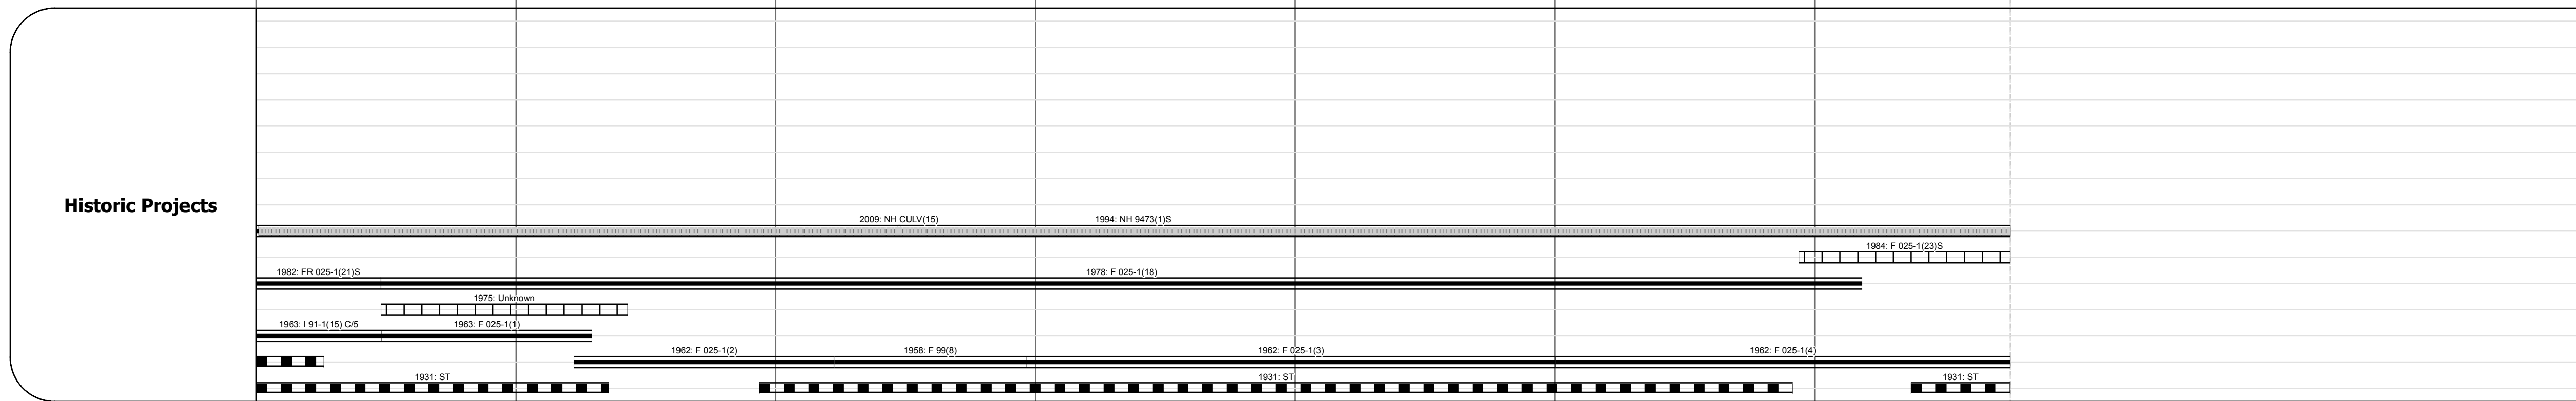 Historic Projects
2009: NH CULV(15) 1994: NH 9473(1)S
1984: F 025-1(23)S
1982: FR 025-1(21)S 1978: F 025-1(18)
1975: Unknown
1963: I 91-1(15) C/5 1963: F 025-1(1)
1962: F 025-1(2) 1958: F 99(8) 1962: F 025-1(3) 1962: F 025-1(4)
1931: ST 1931: ST 1931: ST